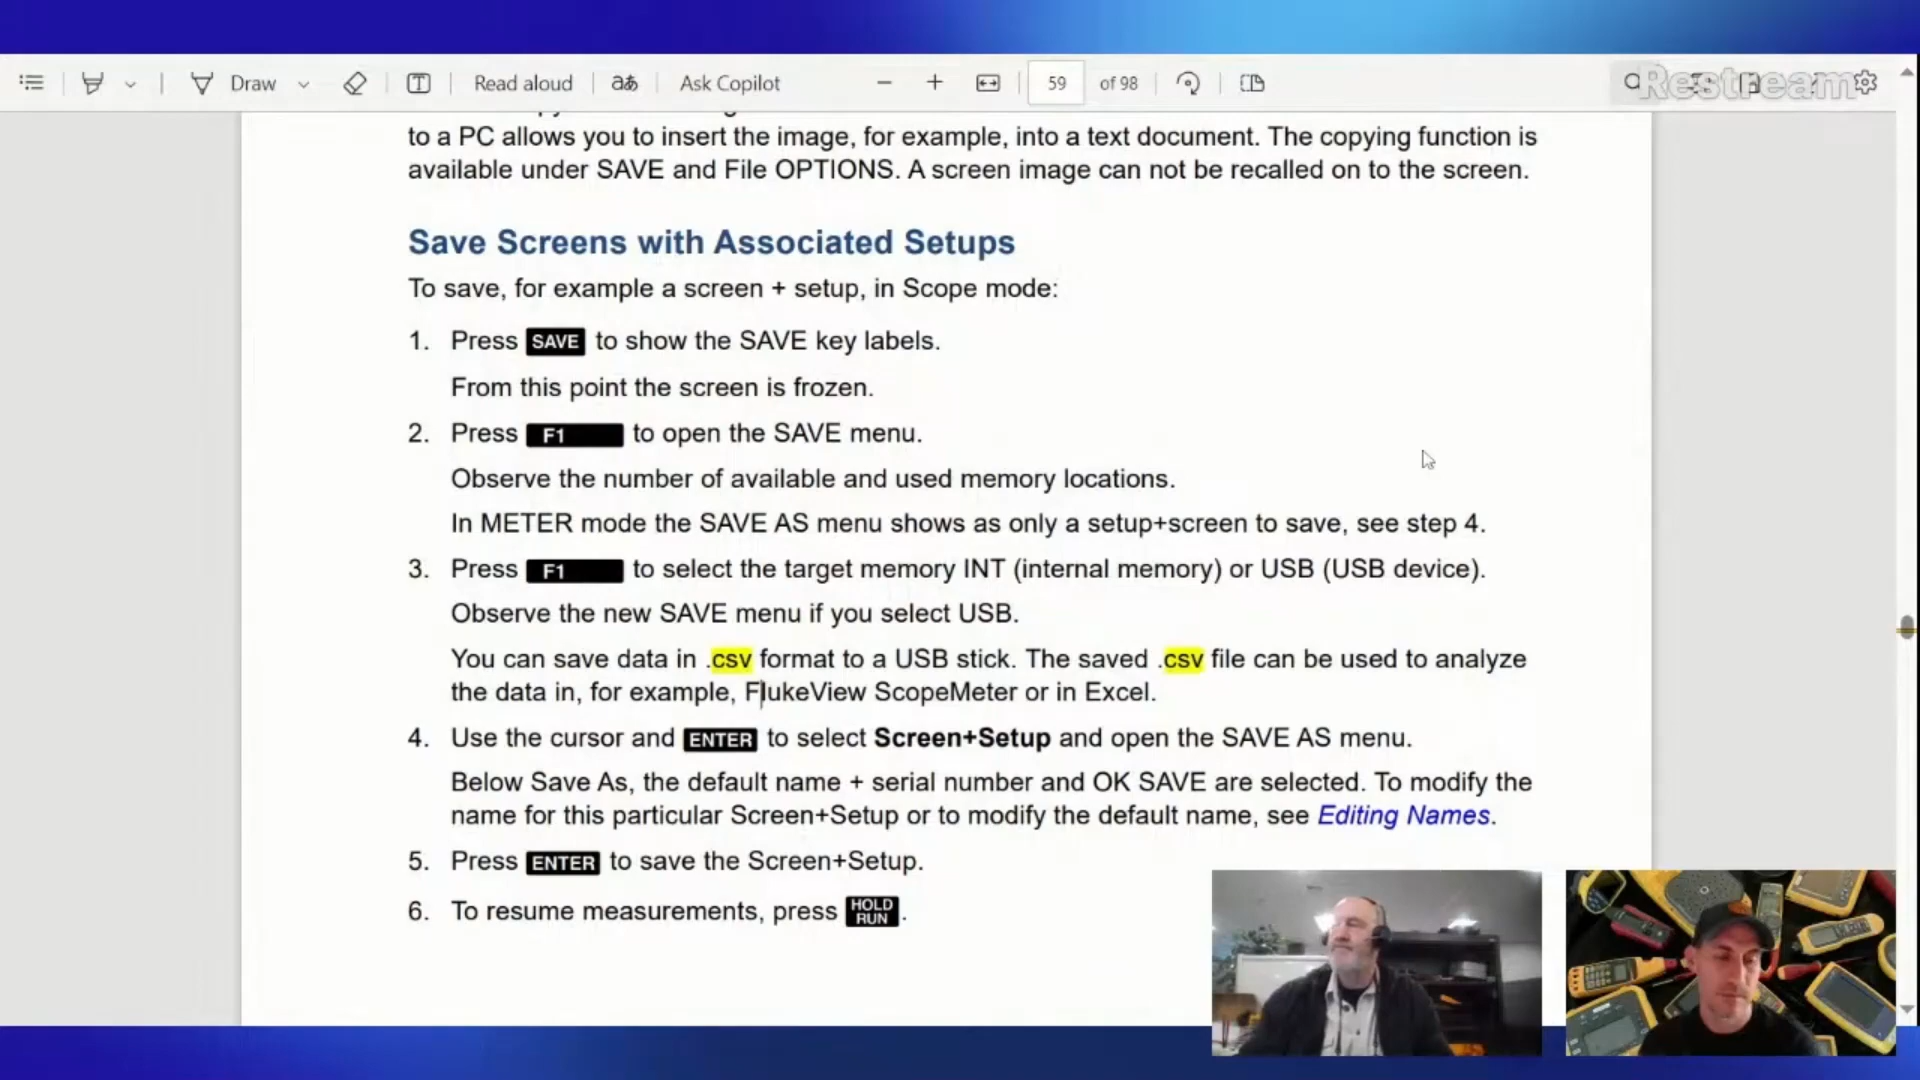 Draw
Read aloud
aあ
Ask Copilot
59 of 98
Restream
to a PC allows you to insert the image, for example, into a text document. The copying function is
available under SAVE and File OPTIONS. A screen image can not be recalled on to the screen.
Save Screens with Associated Setups
To save, for example a screen + setup, in Scope mode:
1. Press SAVE to show the SAVE key labels.
From this point the screen is frozen.
2. Press F1 to open the SAVE menu.
Observe the number of available and used memory locations.
In METER mode the SAVE AS menu shows as only a setup+screen to save, see step 4.
3. Press F1 to select the target memory INT (internal memory) or USB (USB device).
Observe the new SAVE menu if you select USB.
You can save data in .csv format to a USB stick. The saved .csv file can be used to analyze
the data in, for example, FlukeView ScopeMeter or in Excel.
4. Use the cursor and ENTER to select Screen+Setup and open the SAVE AS menu.
Below Save As, the default name + serial number and OK SAVE are selected. To modify the
name for this particular Screen+Setup or to modify the default name, see Editing Names.
5. Press ENTER to save the Screen+Setup.
6. To resume measurements, press HOLD RUN.